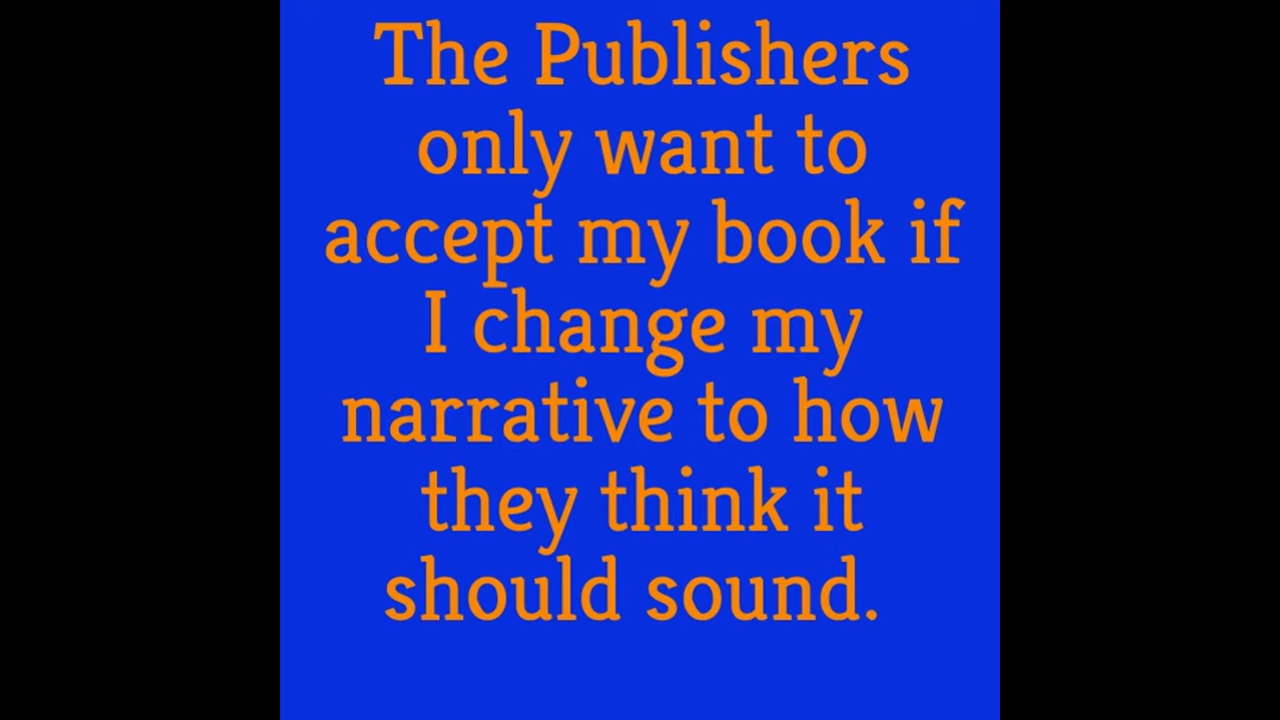 The Publishers
only want to
accept my book if
I change my
narrative to how
they think it
should sound.